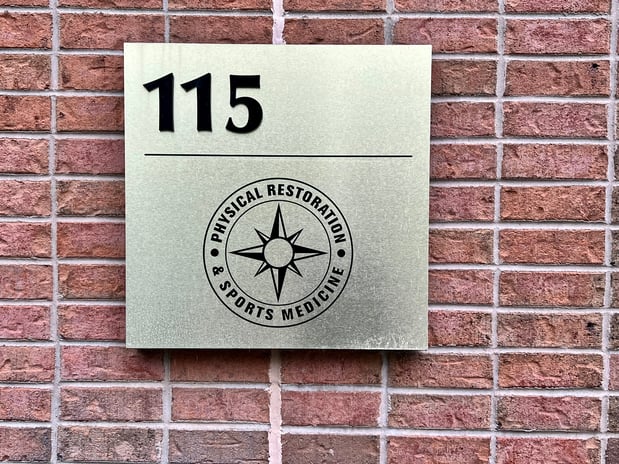 115
• PHYSICAL RESTORATION •
& SPORTS MEDICINE